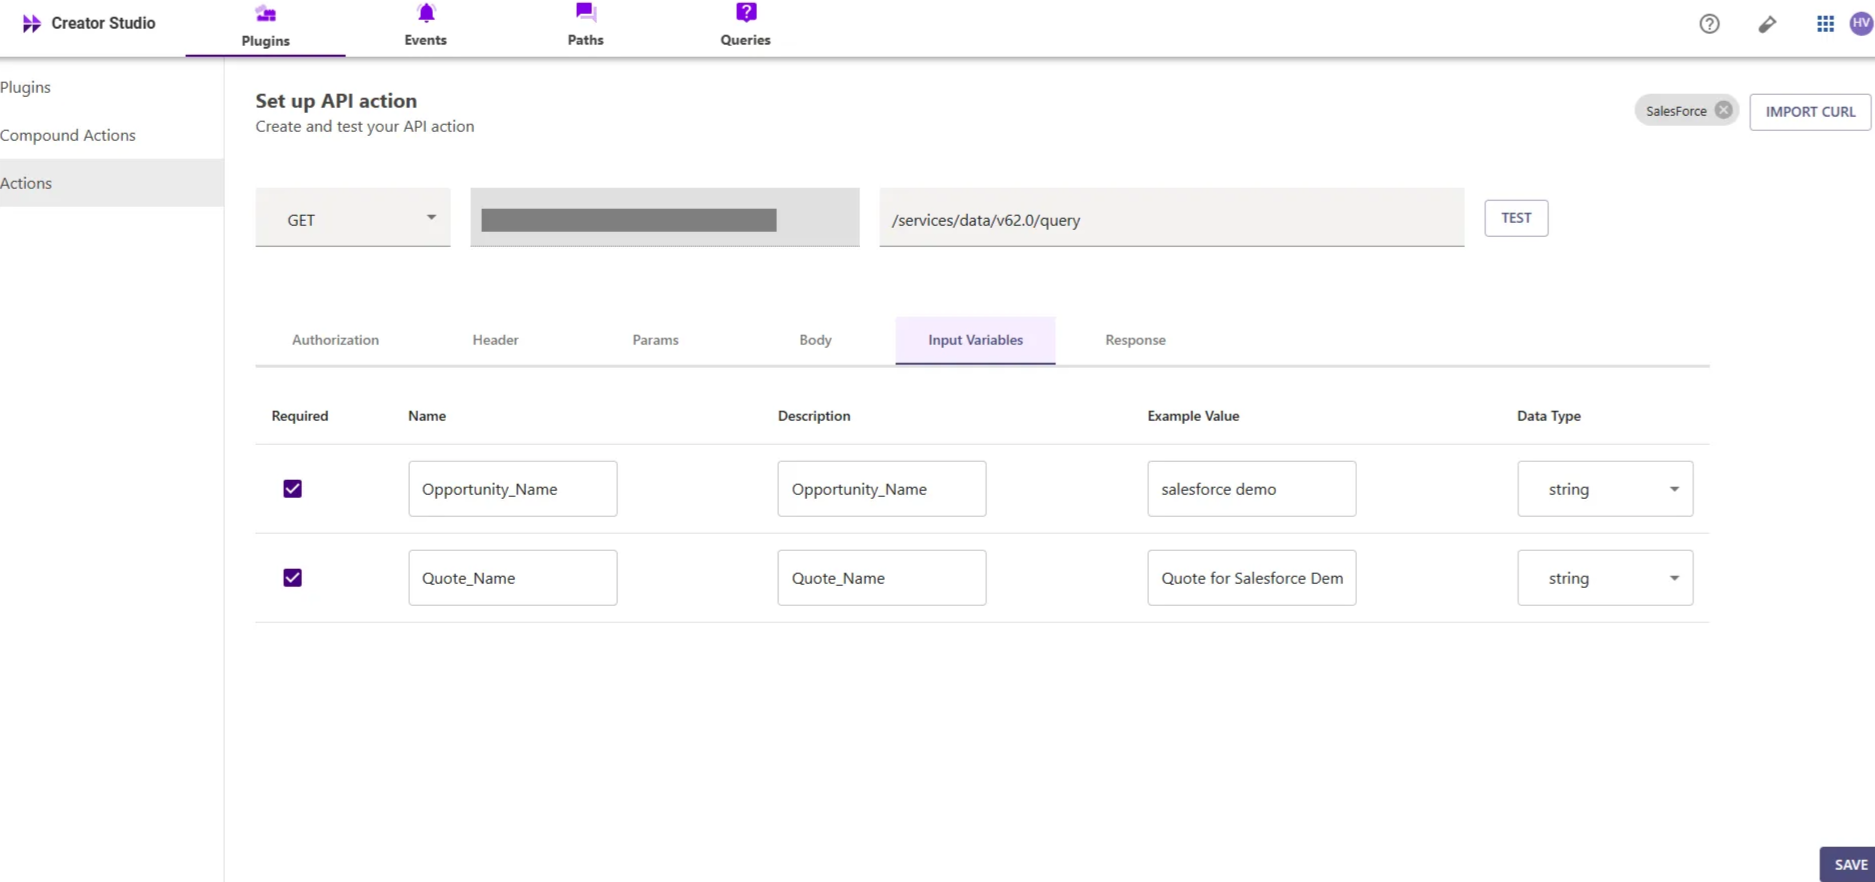 Creator Studio
Plugins
Events
Paths
Queries
?
HV
Plugins
Compound Actions
Actions
Set up API action
Create and test your API action
SalesForce
IMPORT CURL
GET
/services/data/v62.0/query
TEST
Authorization
Header
Params
Body
Input Variables
Response
Required
Name
Description
Example Value
Data Type
Opportunity_Name
Opportunity_Name
salesforce demo
string
Quote_Name
Quote_Name
Quote for Salesforce Dem
string
SAVE